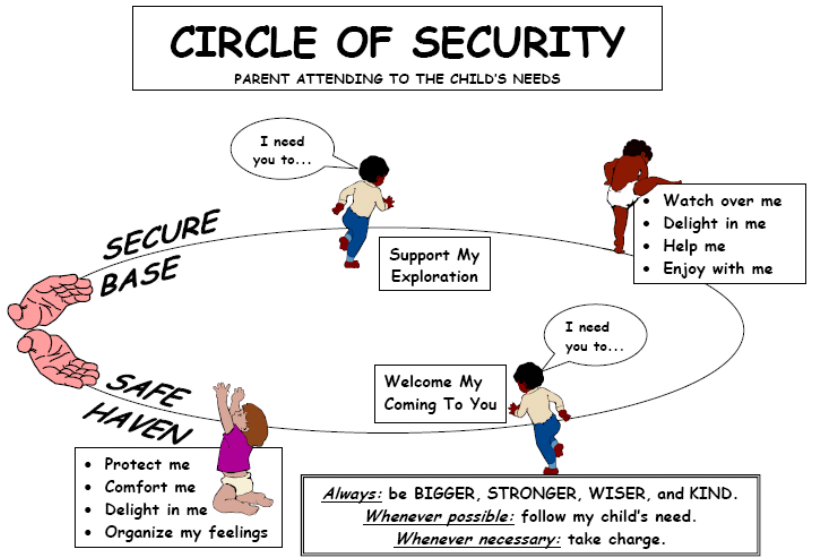 CIRCLE OF SECURITY
PARENT ATTENDING TO THE CHILD'S NEEDS
I need
you to...
SECURE
BASE
Support My
Exploration
• Watch over me
• Delight in me
• Help me
• Enjoy with me
I need
you to...
Welcome My
Coming To You
SAFE
HAVEN
• Protect me
• Comfort me
• Delight in me
• Organize my feelings
Always: be BIGGER, STRONGER, WISER, and KIND.
Whenever possible: follow my child's need.
Whenever necessary: take charge.